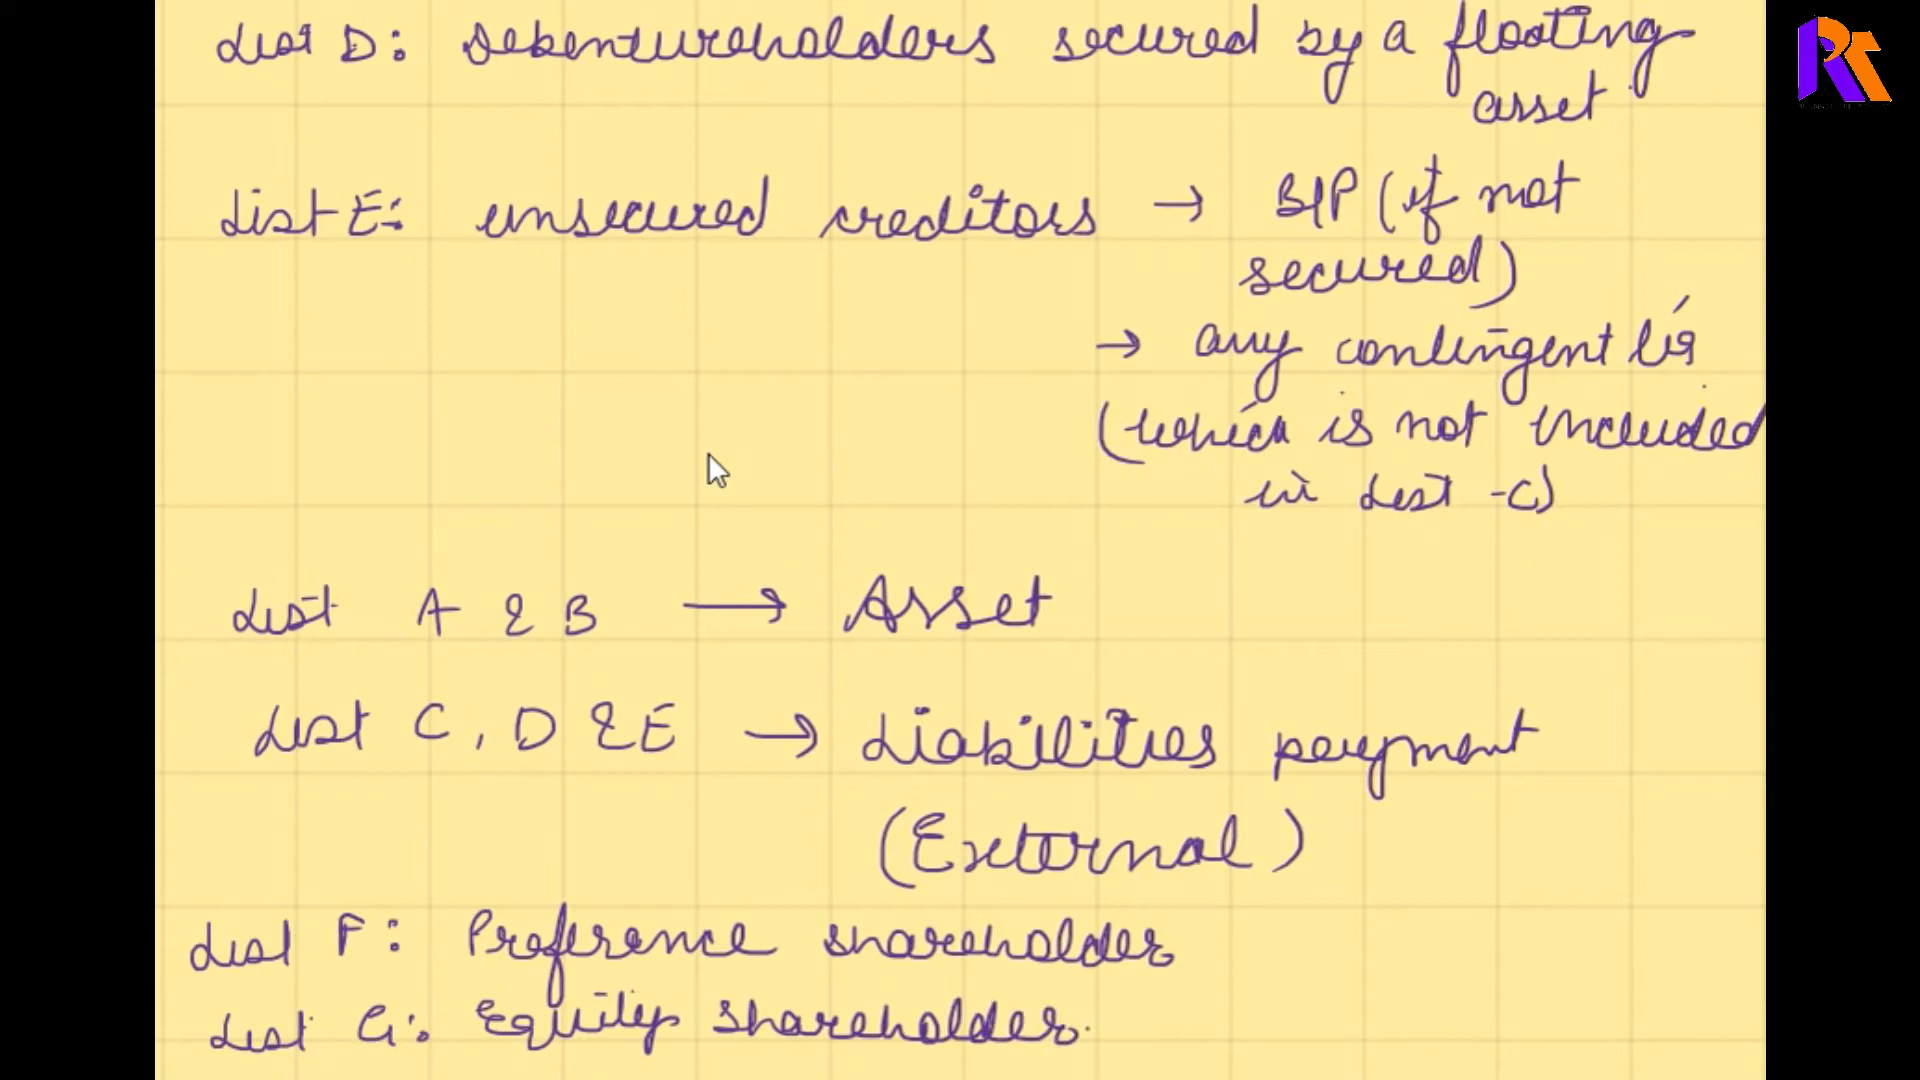 List D: Debentureholders secured by a floating
asset
List E: unsecured creditors → B/P (if not
secured)
→ any contingent
(which is not included
in List -C)
List A & B → Asset
List C, D & E → Liabilities payment
(External)
List F: Preference shareholder
List G: Equity shareholder.
RT